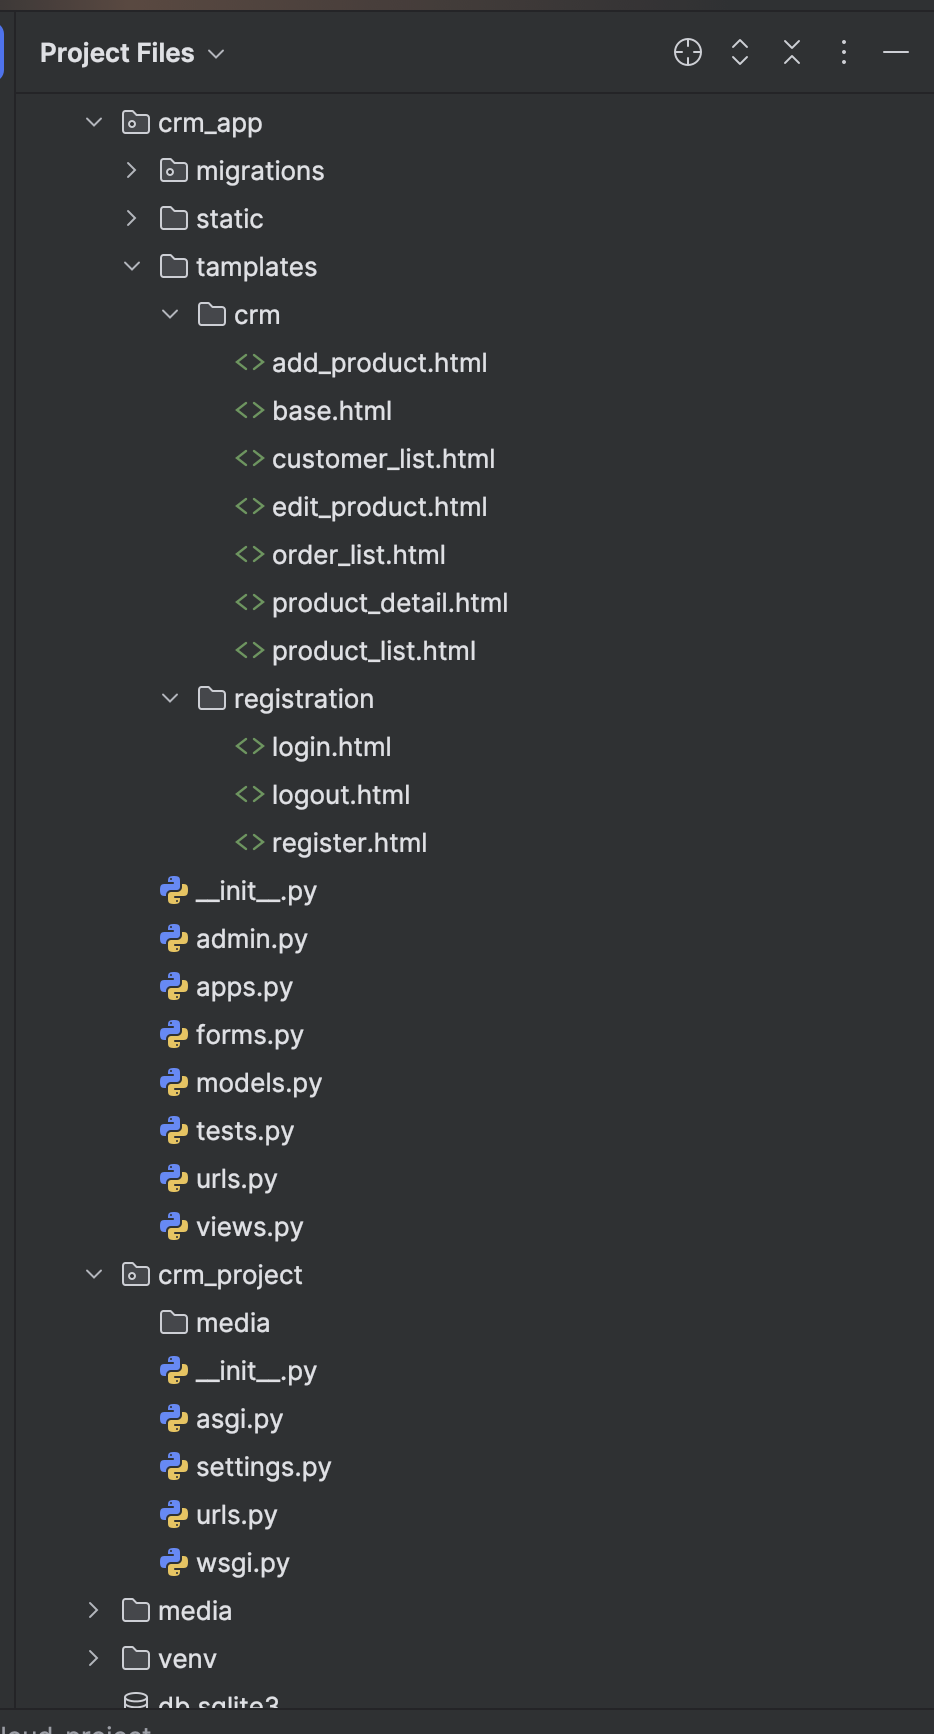 Project Files
crm_app
migrations
static
tamplates
crm
add_product.html
base.html
customer_list.html
edit_product.html
order_list.html
product_detail.html
product_list.html
registration
login.html
logout.html
register.html
__init__.py
admin.py
apps.py
forms.py
models.py
tests.py
urls.py
views.py
crm_project
media
__init__.py
asgi.py
settings.py
urls.py
wsgi.py
media
venv
db.sqlite3